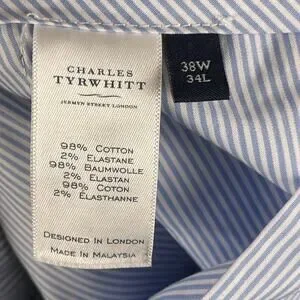 CHARLES
TYRWHITT
JERMYN STREET LONDON
38W
34L
98% COTTON
2% ELASTANE
98% BAUMWOLLE
2% ELASTAN
98% COTON
2% ELASTHANNE
DESIGNED IN LONDON
MADE IN MALAYSIA